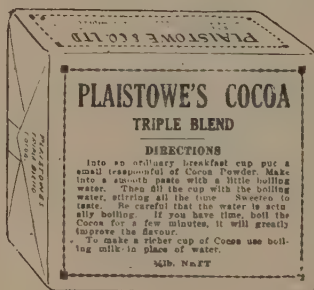 PLAISTOWE & CO. LTD
PLAISTOWE'S COCOA
TRIPLE BLEND
DIRECTIONS
Into an ordinary breakfast cup put a
small teaspoonful of Cocoa Powder. Make
into a smooth paste with a little boiling
water. Then fill the cup with the boiling
water, stirring all the time Sweeten to
taste. Be careful that the water is actu
ally boiling. If you have time, boil the
Cocoa for a few minutes, it will greatly
improve the flavour.
To make a richer cup of Cocoa use boil-
ing milk in place of water.
PLAISTOWE'S
TRIPLE BLEND
COCOA